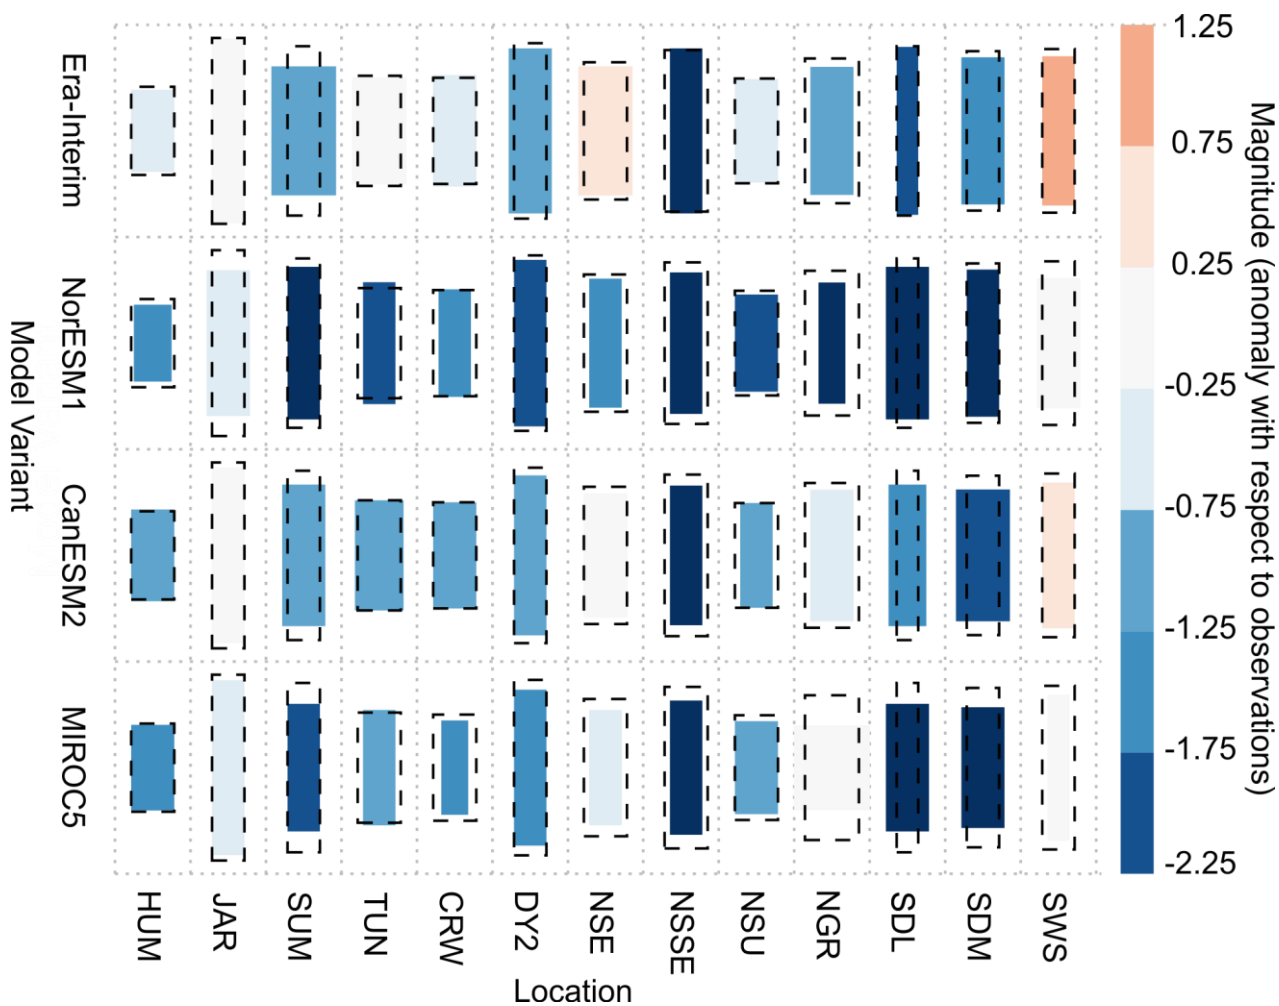 Model Variant
Era-Interim
NorESM1
CanESM2
MIROC5
HUM
JAR
SUM
TUN
CRW
DY2
NSE
NSSE
NSU
NGR
SDL
SDM
SWS
Location
1.25
0.75
0.25
-0.25
-0.75
-1.25
-1.75
-2.25
Magnitude (anomaly with respect to observations)